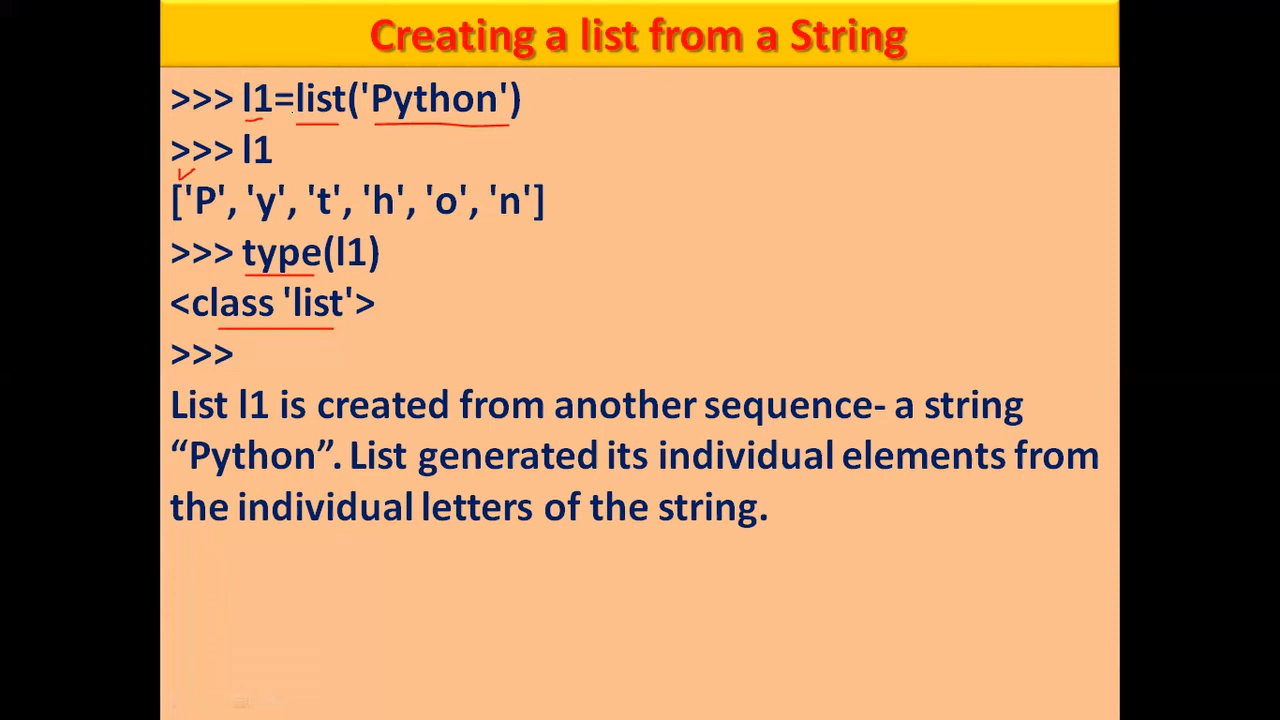 Creating a list from a String
>>> l1=list('Python')
>>> l1
['P', 'y', 't', 'h', 'o', 'n']
>>> type(l1)
<class 'list'>
>>>
List l1 is created from another sequence- a string
“Python”. List generated its individual elements from
the individual letters of the string.